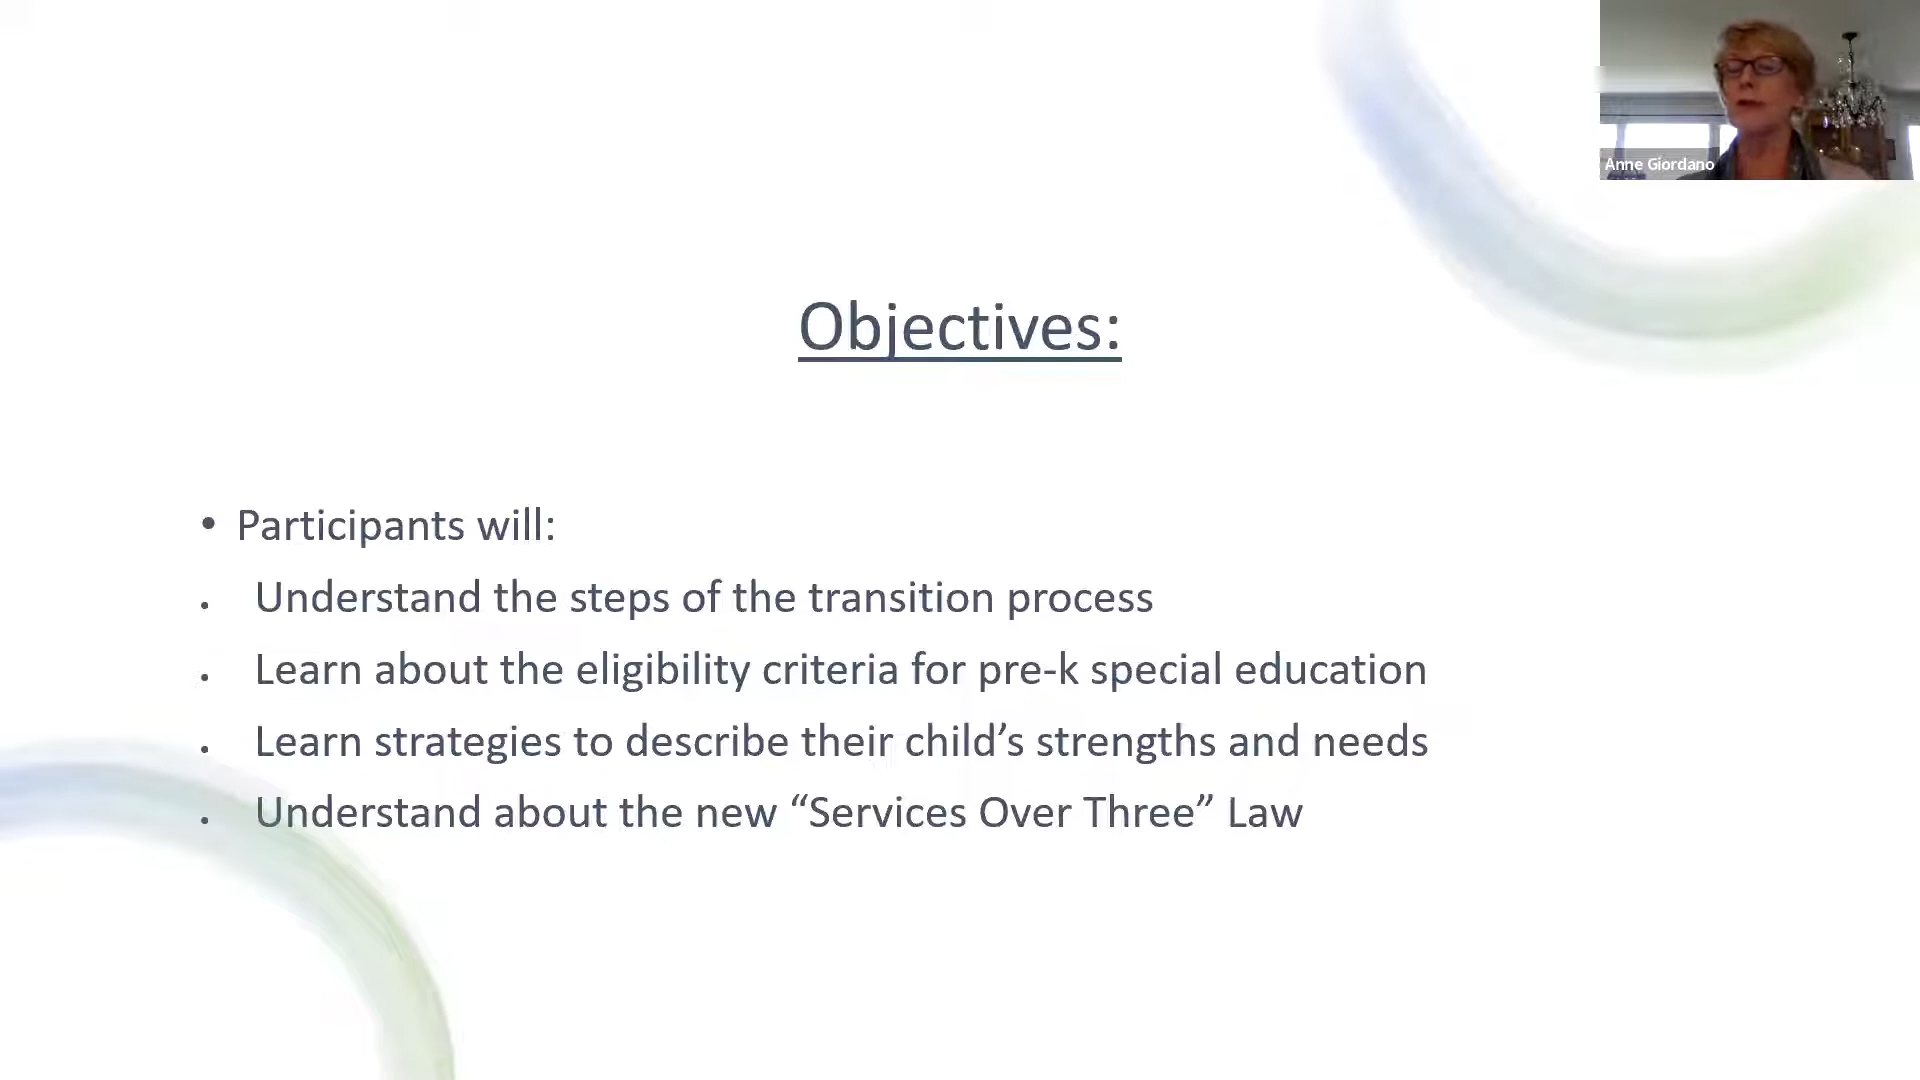 Anne Giordano
Objectives:
• Participants will:
• Understand the steps of the transition process
• Learn about the eligibility criteria for pre-k special education
• Learn strategies to describe their child’s strengths and needs
• Understand about the new “Services Over Three” Law